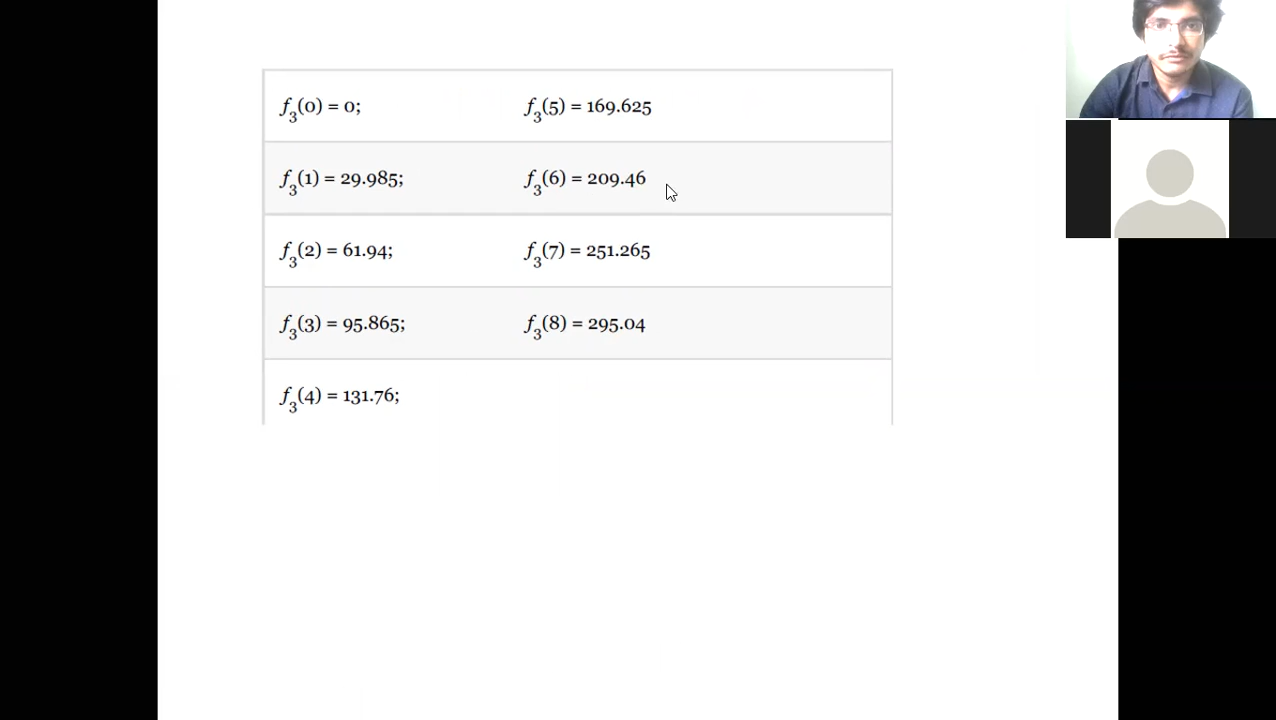 f₃(0) = 0; f₃(5) = 169.625
f₃(1) = 29.985; f₃(6) = 209.46
f₃(2) = 61.94; f₃(7) = 251.265
f₃(3) = 95.865; f₃(8) = 295.04
f₃(4) = 131.76;